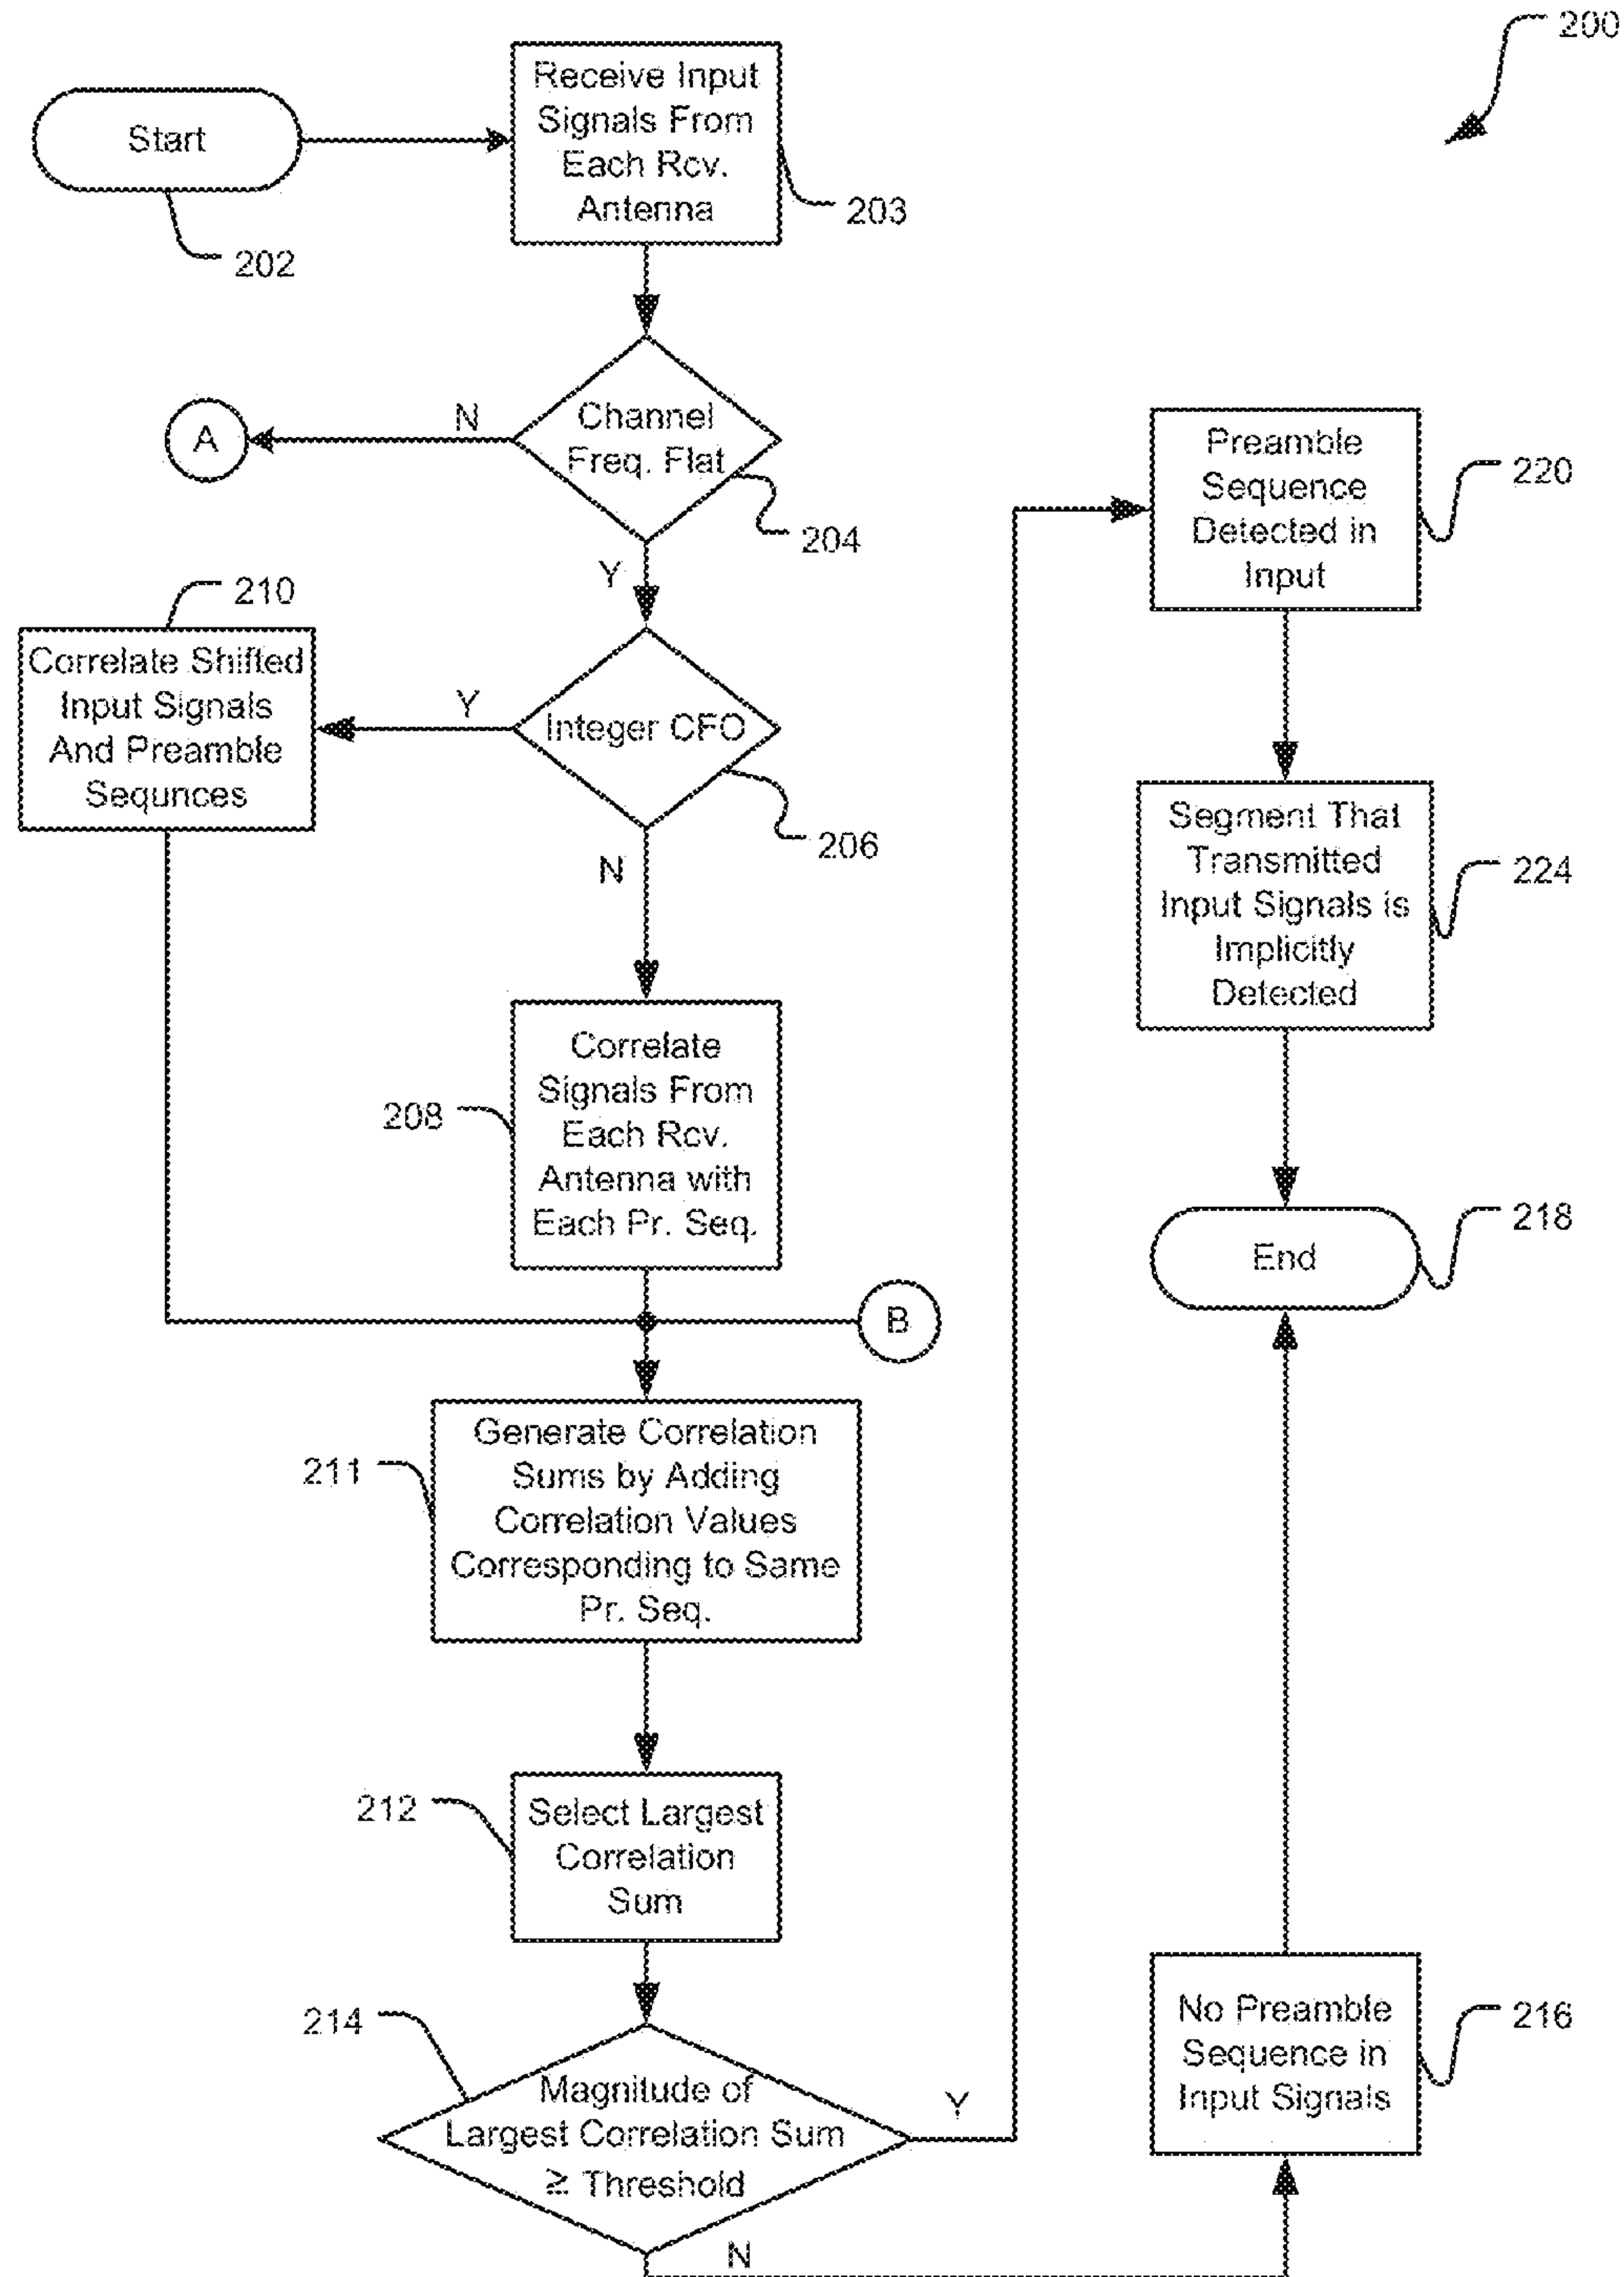 200
Start
202
Receive Input
Signals From
Each Rcv.
Antenna
203
Channel
Freq. Flat
204
N
A
Y
Integer CFO
206
Y
210
Correlate Shifted
Input Signals
And Preamble
Sequnces
N
208
Correlate
Signals From
Each Rcv.
Antenna with
Each Pr. Seq.
B
211
Generate Correlation
Sums by Adding
Correlation Values
Corresponding to Same
Pr. Seq.
212
Select Largest
Correlation
Sum
214
Magnitude of
Largest Correlation Sum
≥ Threshold
Y
N
Preamble
Sequence
Detected in
Input
220
Segment That
Transmitted
Input Signals is
Implicitly
Detected
224
End
218
No Preamble
Sequence in
Input Signals
216